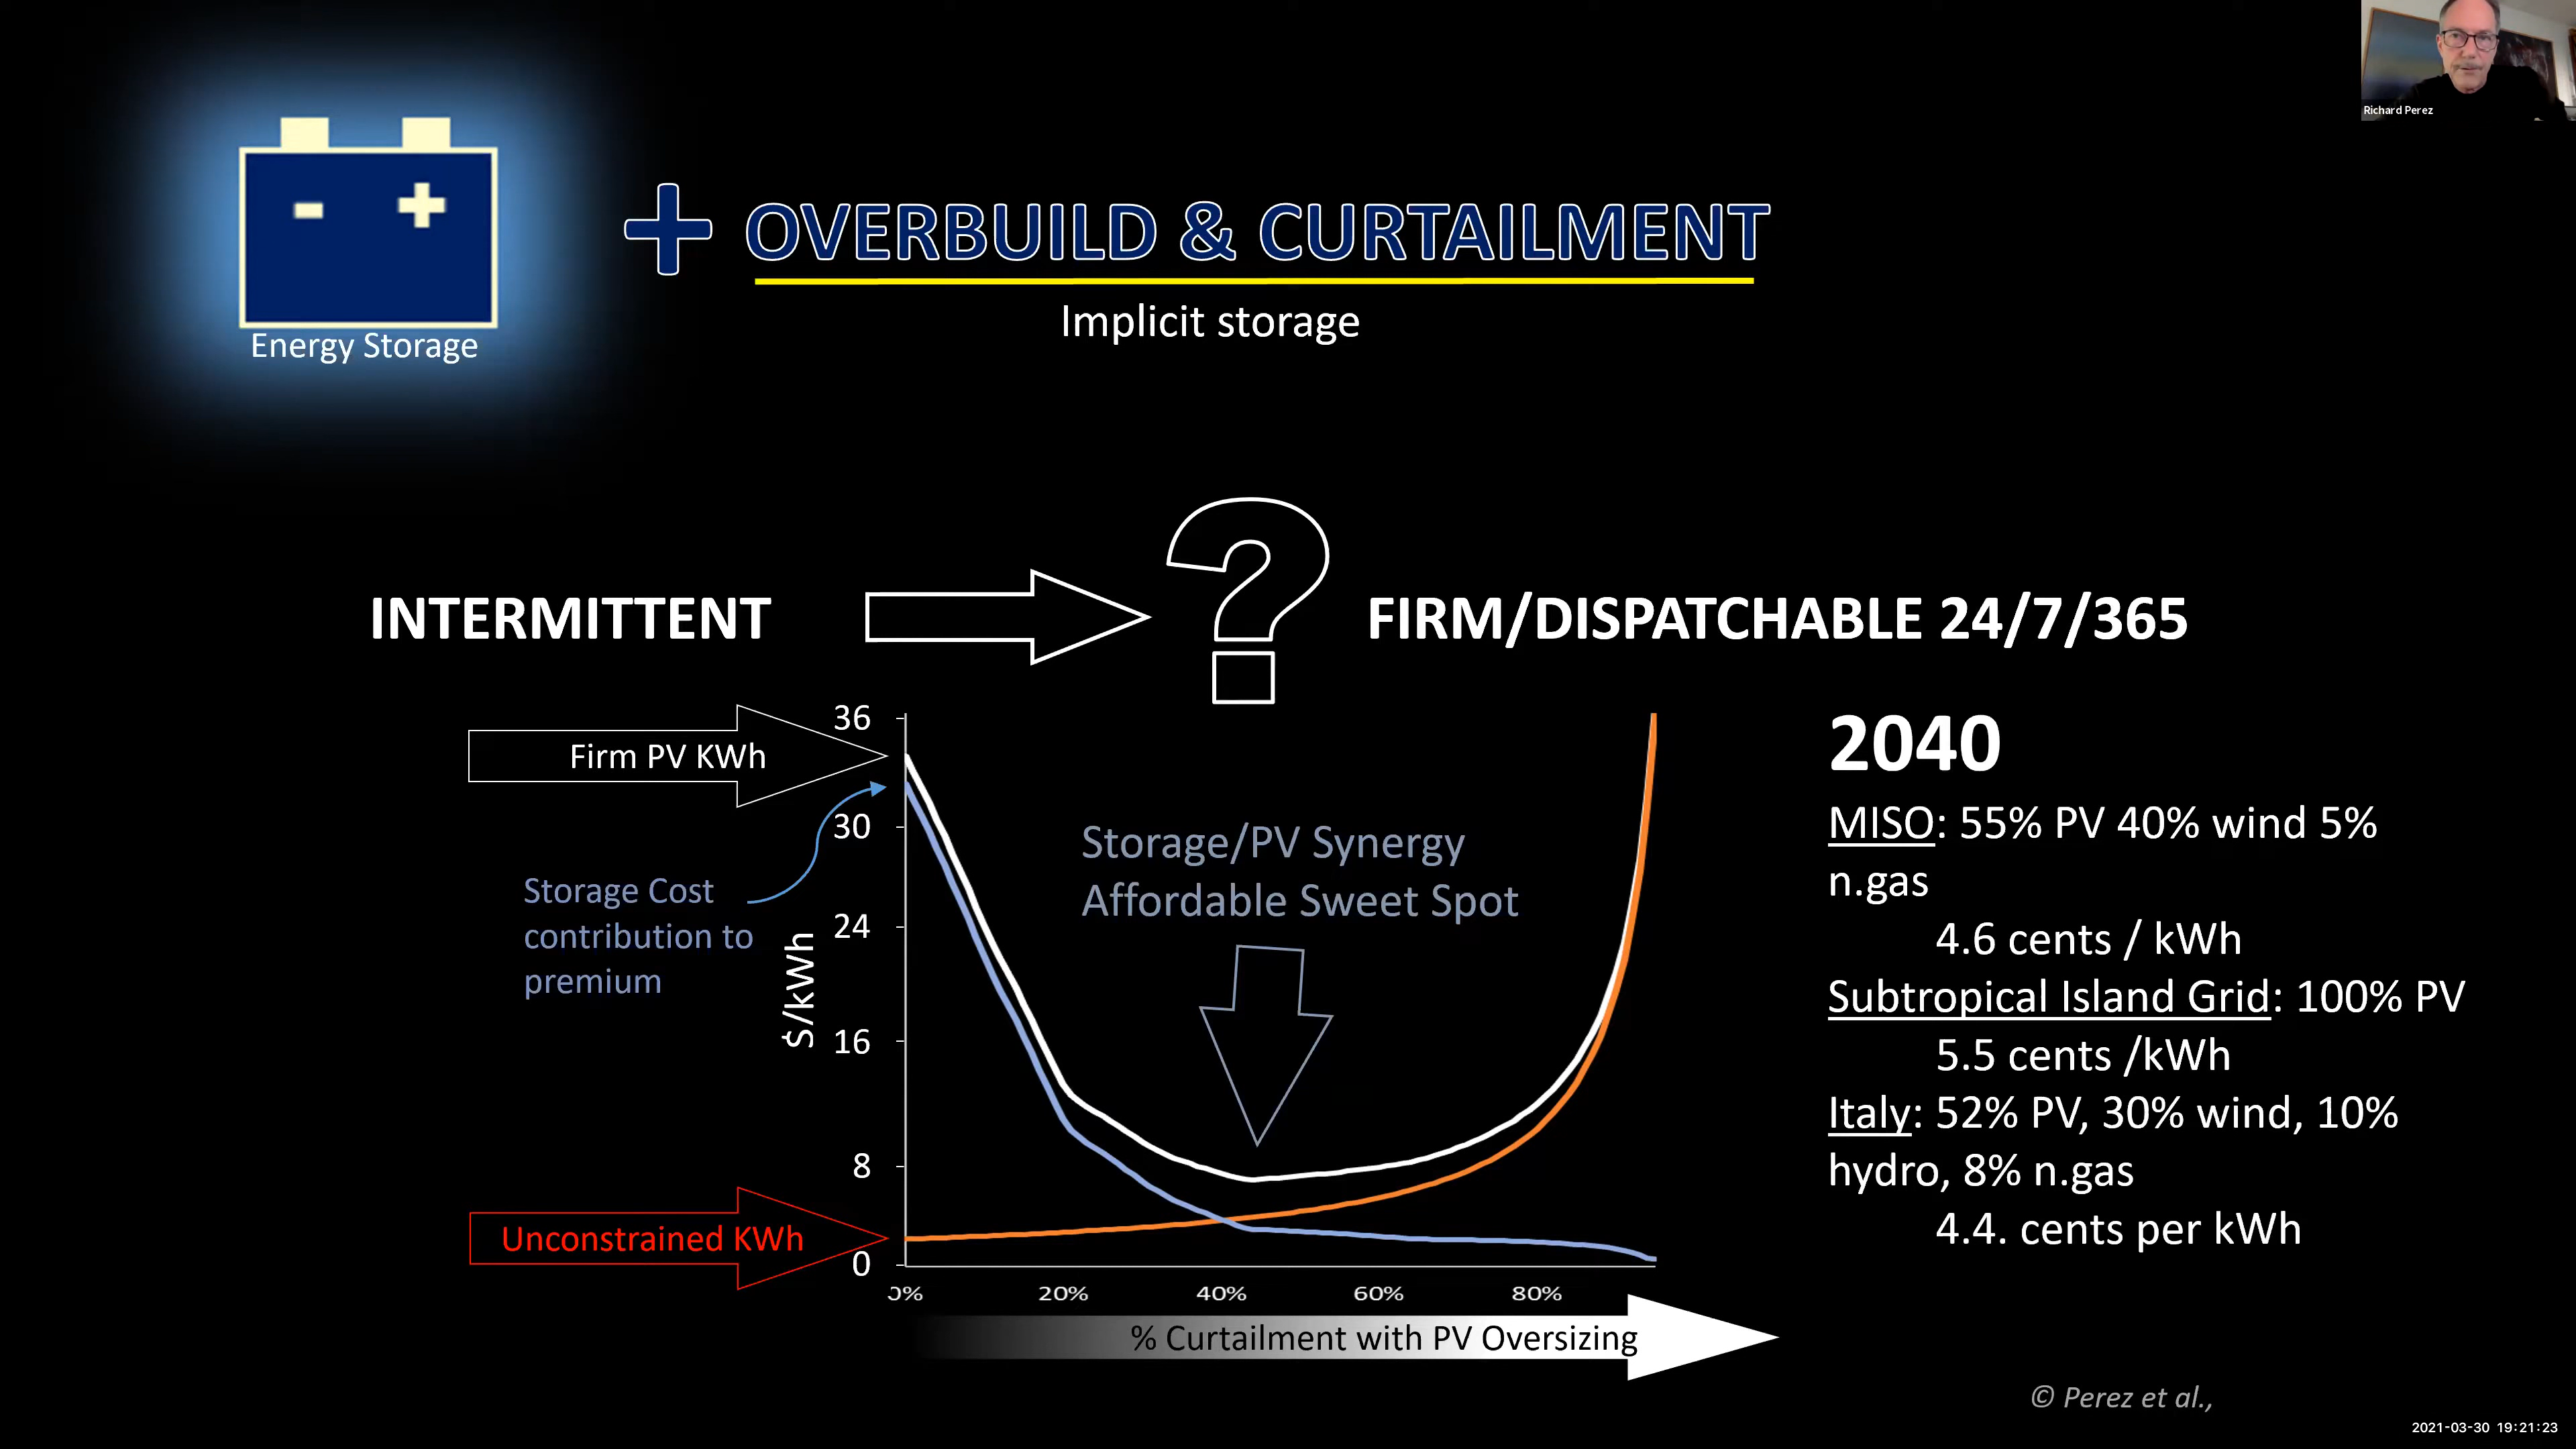 Richard Perez
- +
+ OVERBUILD & CURTAILMENT
Implicit storage
Energy Storage
?
INTERMITTENT
FIRM/DISPATCHABLE 24/7/365
Firm PV KWh
Storage Cost
contribution to
premium
Unconstrained KWh
$/kWh
36
30
24
16
8
0
Storage/PV Synergy
Affordable Sweet Spot
0% 20% 40% 60% 80%
% Curtailment with PV Oversizing
2040
MISO: 55% PV 40% wind 5%
n.gas
4.6 cents / kWh
Subtropical Island Grid: 100% PV
5.5 cents /kWh
Italy: 52% PV, 30% wind, 10%
hydro, 8% n.gas
4.4. cents per kWh
© Perez et al.,
2021-03-30 19:21:23